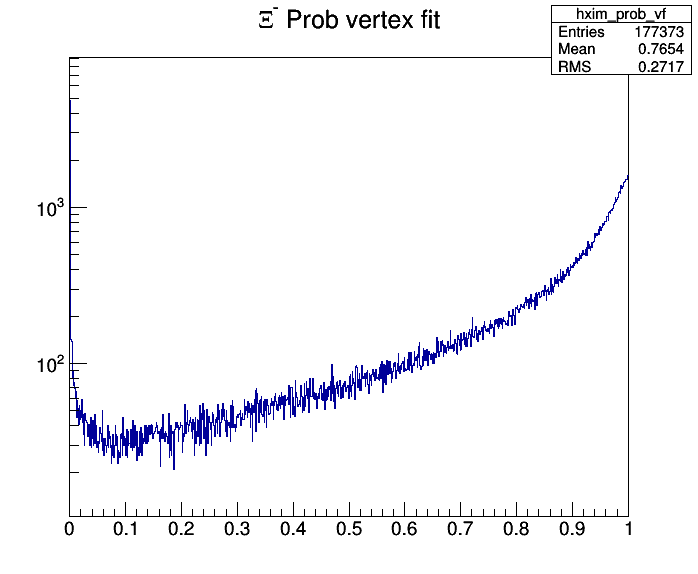 Ξ⁻ Prob vertex fit
hxim_prob_vf
Entries 177373
Mean 0.7654
RMS 0.2717
10³
10²
0 0.1 0.2 0.3 0.4 0.5 0.6 0.7 0.8 0.9 1